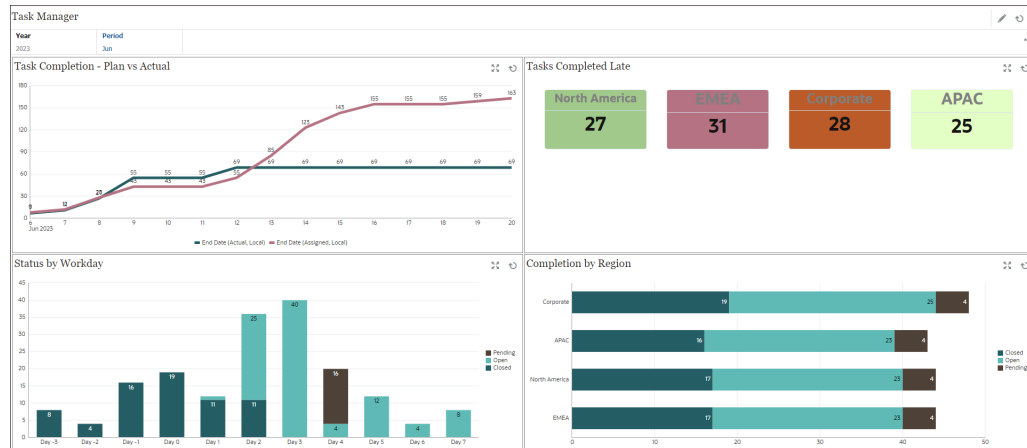 Task Manager
Year
Period
2023
Jun
Task Completion - Plan vs Actual
180
150
120
90
60
30
0
12
25
55
55
55
69
69
69
69
69
69
69
69
69
43
43
43
55
85
123
143
155
155
155
155
159
163
6
7
8
9
10
11
12
13
14
15
16
17
18
19
20
Jun 2023
End Date (Actual, Local)
End Date (Assigned, Local)
Tasks Completed Late
North America
EMEA
Corporate
APAC
27
31
28
25
Status by Workday
45
40
35
30
25
20
15
10
5
0
8
4
16
19
11
25
11
40
16
4
12
4
8
Day -3
Day -2
Day -1
Day 0
Day 1
Day 2
Day 3
Day 4
Day 5
Day 6
Day 7
Pending
Open
Closed
Completion by Region
Corporate
19
25
4
APAC
16
23
4
North America
17
23
4
EMEA
17
23
4
0
10
20
30
40
50
Closed
Open
Pending